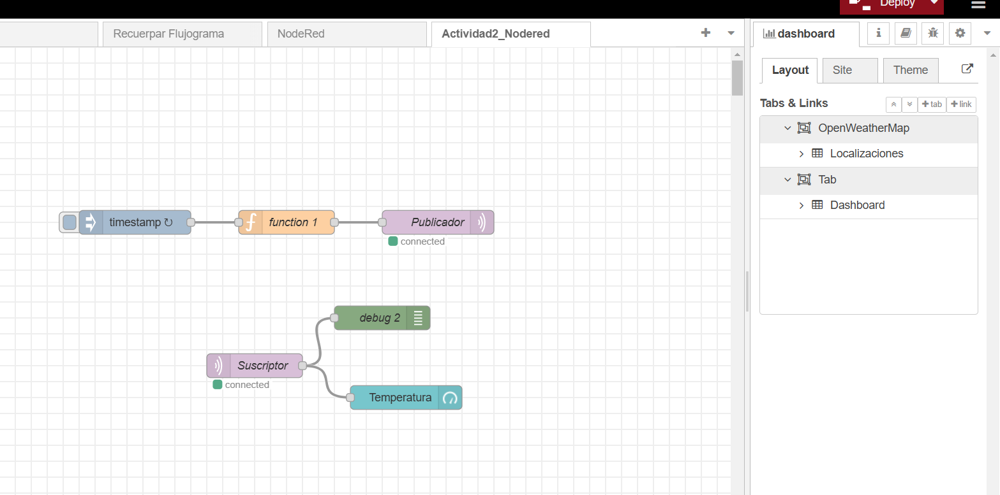 Deploy
Recuerpar Flujograma
NodeRed
Actividad2_Nodered
dashboard
Layout
Site
Theme
Tabs & Links
tab
link
OpenWeatherMap
Localizaciones
Tab
Dashboard
timestamp ↻
function 1
Publicador
connected
debug 2
Suscriptor
connected
Temperatura